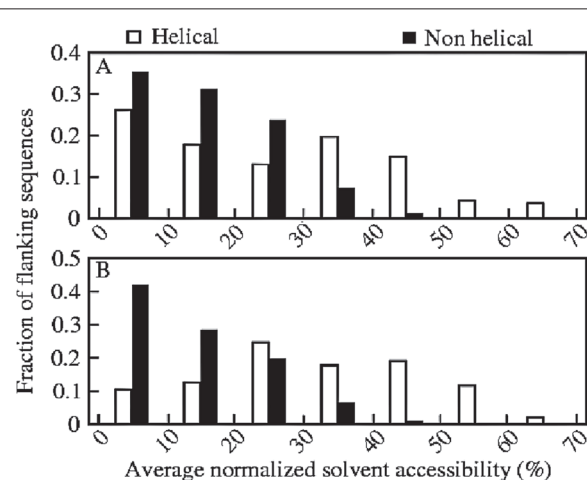 Helical Non helical
Fraction of flanking sequences
A
0.4
0.3
0.2
0.1
0
0 10 20 30 40 50 60 70
B
0.5
0.4
0.3
0.2
0.1
0
0 10 20 30 40 50 60 70
Average normalized solvent accessibility (%)